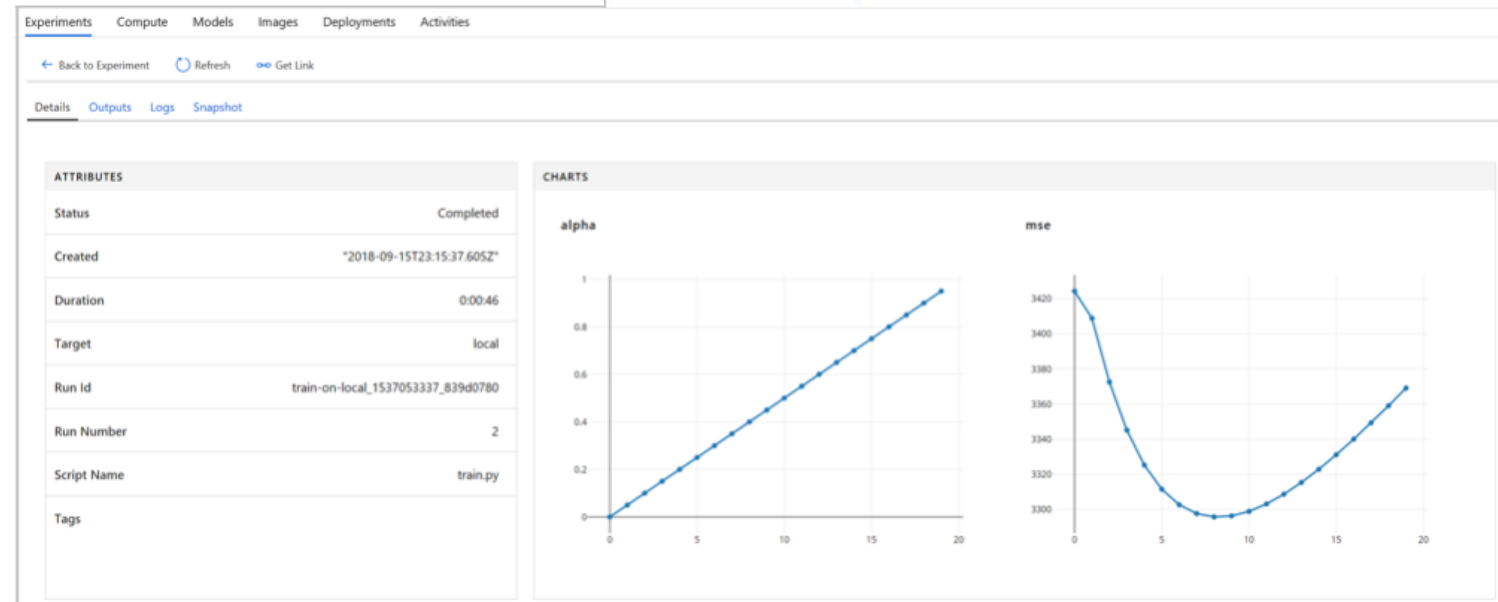 Experiments Compute Models Images Deployments Activities
Back to Experiment Refresh Get Link
Details Outputs Logs Snapshot
ATTRIBUTES
Status Completed
Created "2018-09-15T23:15:37.605Z"
Duration 0:00:46
Target local
Run Id train-on-local_1537053337_839d0780
Run Number 2
Script Name train.py
Tags
CHARTS
alpha
1
0.8
0.6
0.4
0.2
0
0 5 10 15 20
mse
3420
3400
3380
3360
3340
3320
3300
0 5 10 15 20